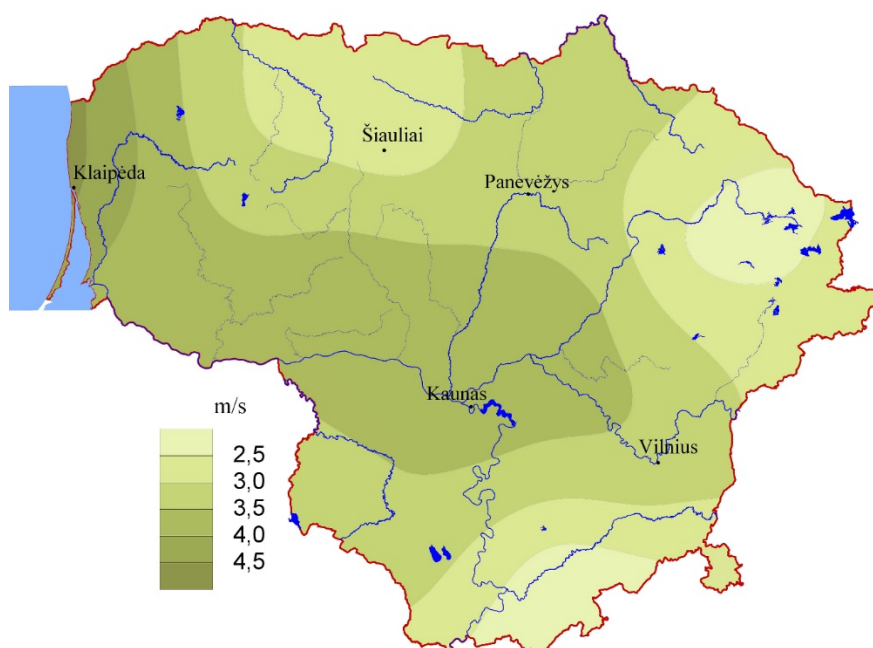 Šiauliai
Klaipėda
Panevėžys
Kaunas
Vilnius
m/s
2,5
3,0
3,5
4,0
4,5